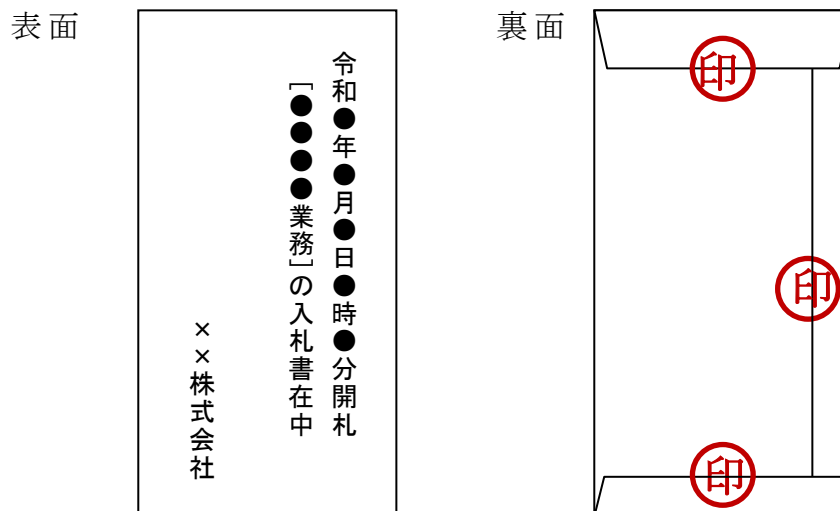 表面
令和●年●月●日●時●分開札
［●●●●業務］の入札書在中
××株式会社
裏面
印
印
印